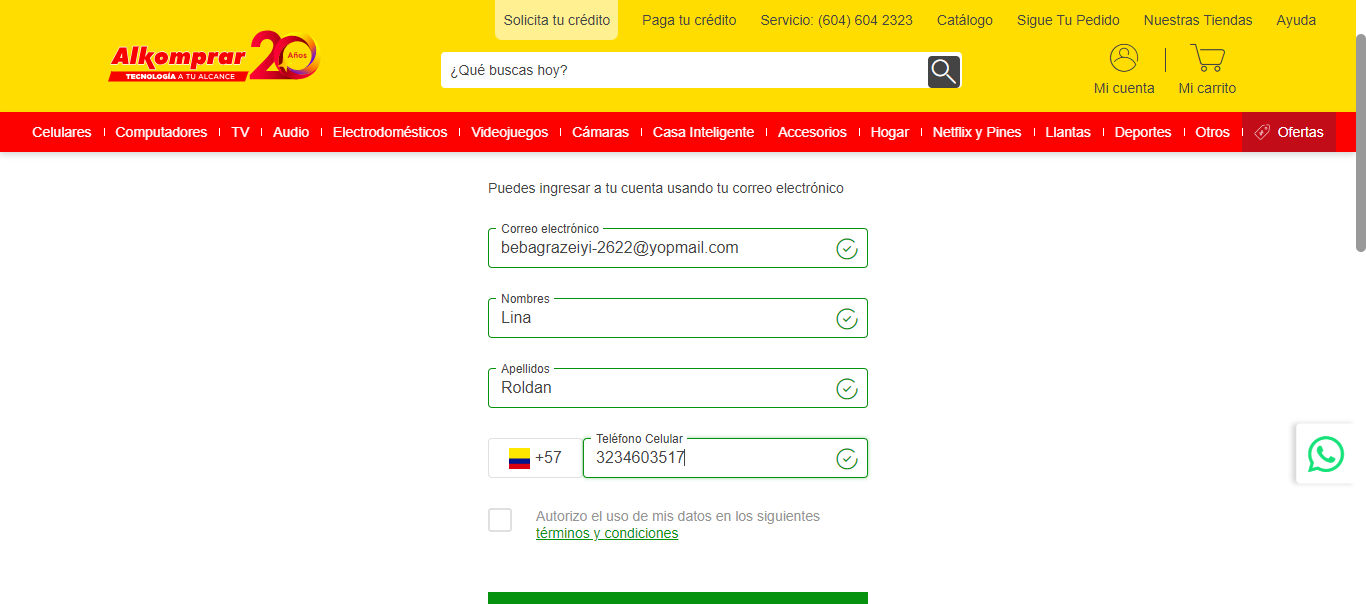 Solicita tu crédito Paga tu crédito Servicio: (604) 604 2323 Catálogo Sigue Tu Pedido Nuestras Tiendas Ayuda
Alkomprar 20 Años
TECNOLOGÍA A TU ALCANCE
¿Qué buscas hoy?
Mi cuenta Mi carrito
Celulares Computadores TV Audio Electrodomésticos Videojuegos Cámaras Casa Inteligente Accesorios Hogar Netflix y Pines Llantas Deportes Otros Ofertas
Puedes ingresar a tu cuenta usando tu correo electrónico
Correo electrónico
bebagrazeiyi-2622@yopmail.com
Nombres
Lina
Apellidos
Roldan
Teléfono Celular
+57 3234603517
Autorizo el uso de mis datos en los siguientes
términos y condiciones